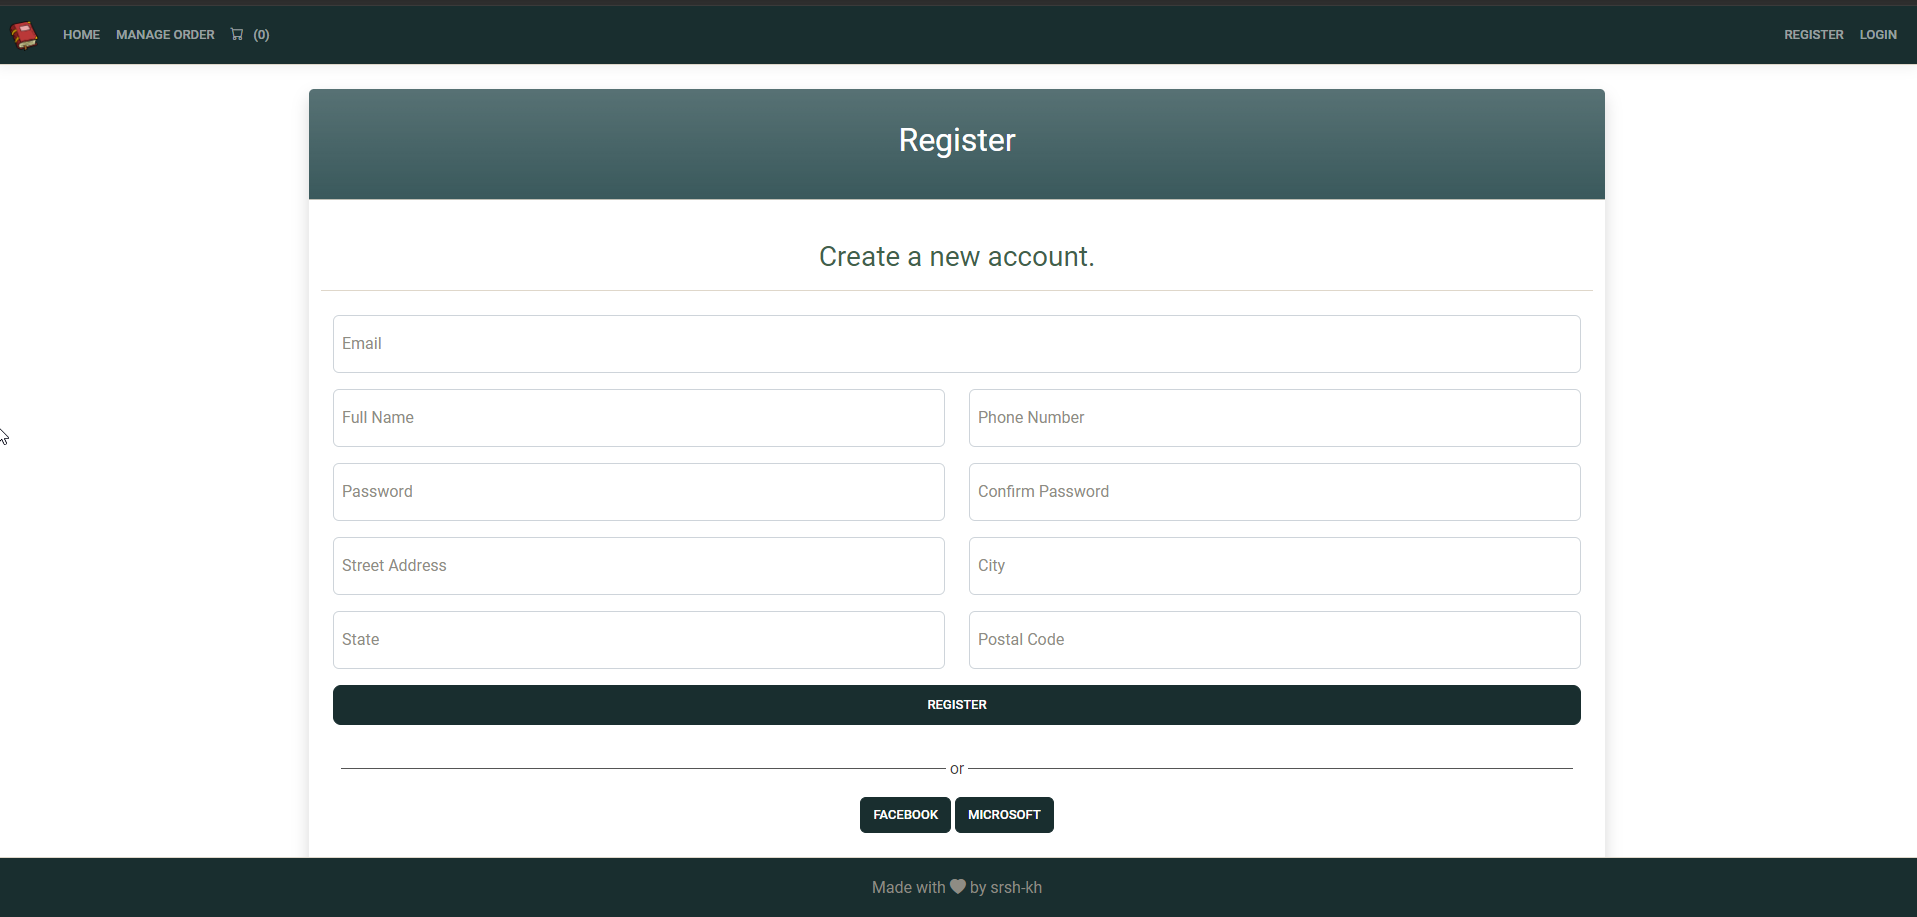 HOME MANAGE ORDER (0) REGISTER LOGIN
Register
Create a new account.
Email
Full Name Phone Number
Password Confirm Password
Street Address City
State Postal Code
REGISTER
or
FACEBOOK MICROSOFT
Made with by srsh-kh